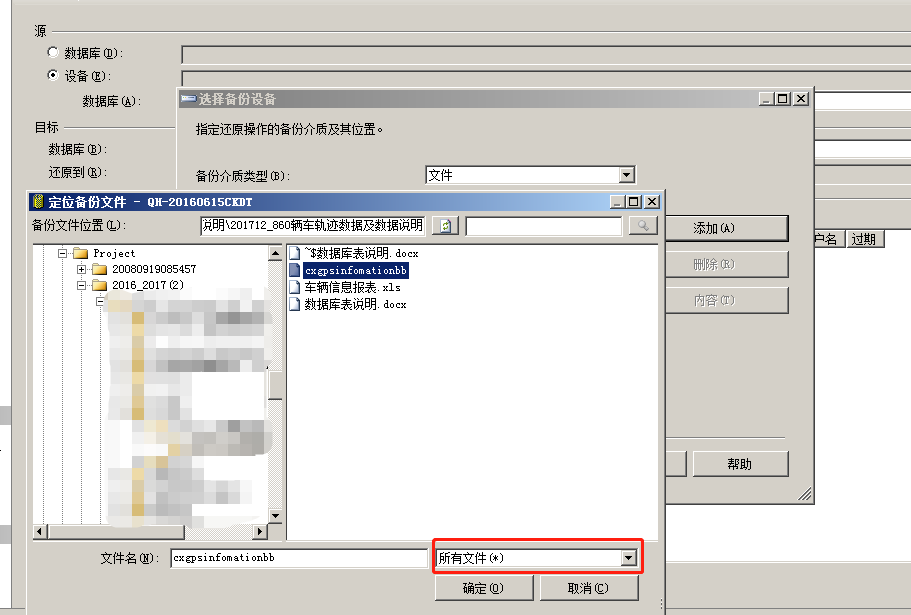 源
数据库(D):
设备(E):
数据库(A):
选择备份设备
指定还原操作的备份介质及其位置。
目标
数据库(B):
还原到(R):
备份介质类型(B):
文件
定位备份文件 - QH-20160615CKDT
备份文件位置(L):
说明\201712_860辆车轨迹数据及数据说明
添加(A)
户名
过期
删除(R)
内容(T)
Project
20080919085457
2016_2017(2)
~$数据库表说明.docx
cxgpsinfomationbb
车辆信息报表.xls
数据库表说明.docx
帮助
文件名(N):
cxgpsinfomationbb
所有文件(*)
确定(O)
取消(C)